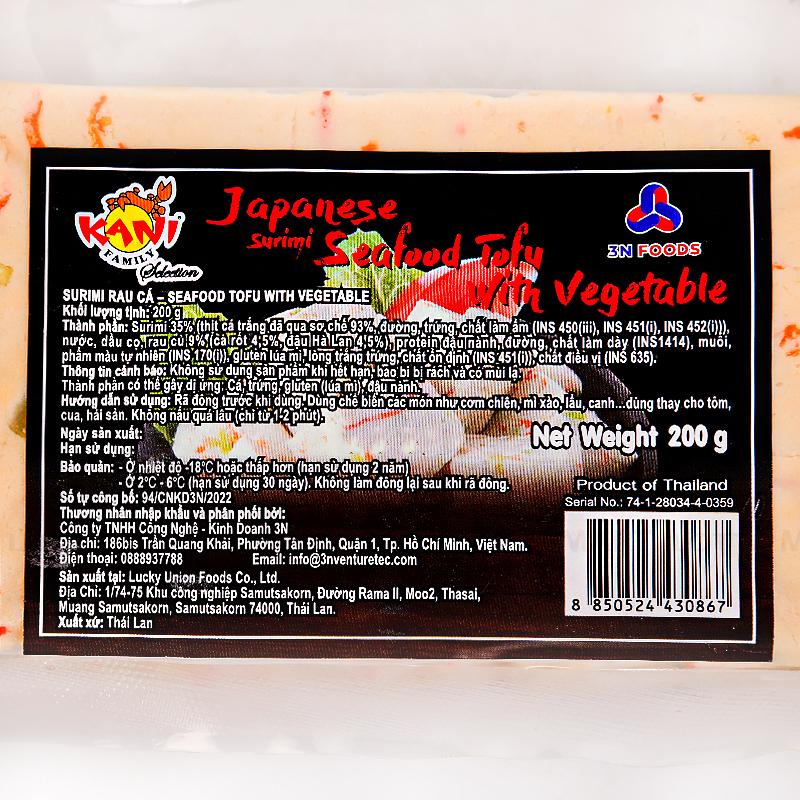 KANI
FAMILY
Selection
Japanese
Surimi Seafood Tofu
with Vegetable
3N FOODS
SURIMI RAU CÁ – SEAFOOD TOFU WITH VEGETABLE
Khối lượng tịnh: 200 g
Thành phần: Surimi 35% (thịt cá trắng đã qua sơ chế 93%, đường, trứng, chất làm ẩm (INS 450(iii), INS 451(i), INS 452(i))),
nước, dầu cọ, rau củ 9% (cà rốt 4,5%, đậu Hà Lan 4,5%), protein đậu nành, đường, chất làm dày (INS1414), muối,
phẩm màu tự nhiên (INS 170(i)), gluten lúa mì, lòng trắng trứng, chất ổn định (INS 451(i)), chất điều vị (INS 635).
Thông tin cảnh báo: Không sử dụng sản phẩm khi hết hạn, bao bì bị rách và có mùi lạ.
Thành phần có thể gây dị ứng: Cá, trứng, gluten (lúa mì), đậu nành.
Hướng dẫn sử dụng: Rã đông trước khi dùng. Dùng chế biến các món như cơm chiên, mì xào, lẩu, canh...dùng thay cho tôm,
cua, hải sản. Không nấu quá lâu (chỉ từ 1-2 phút).
Ngày sản xuất:
Hạn sử dụng:
Net Weight 200 g
Bảo quản: - Ở nhiệt độ -18°C hoặc thấp hơn (hạn sử dụng 2 năm)
- Ở 2°C - 6°C (hạn sử dụng 30 ngày). Không làm đông lại sau khi rã đông.
Số tự công bố: 94/CNKD3N/2022
Thương nhân nhập khẩu và phân phối bởi:
Công ty TNHH Công Nghệ - Kinh Doanh 3N
Địa chỉ: 186bis Trần Quang Khải, Phường Tân Định, Quận 1, Tp. Hồ Chí Minh, Việt Nam.
Điện thoại: 0888937788 Email: info@3nventuretec.com
Sản xuất tại: Lucky Union Foods Co., Ltd.
Địa Chỉ: 1/74-75 Khu công nghiệp Samutsakorn, Đường Rama II, Moo2, Thasai,
Muang Samutsakorn, Samutsakorn 74000, Thái Lan.
Xuất xứ: Thái Lan
Product of Thailand
Serial No.: 74-1-28034-4-0359
8 850524 430867